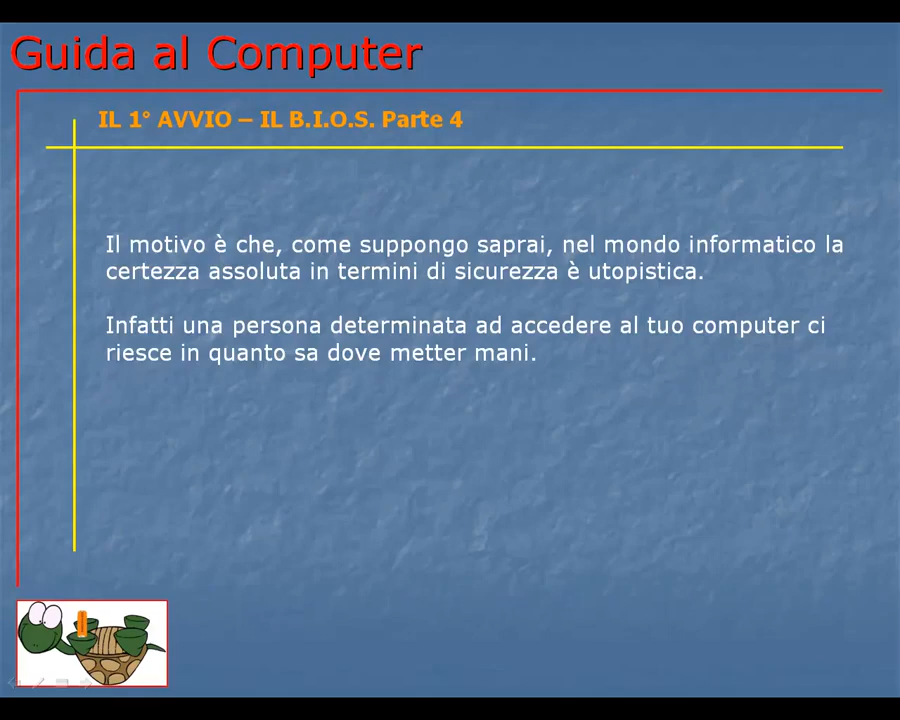 Guida al Computer
IL 1° AVVIO – IL B.I.O.S. Parte 4
Il motivo è che, come suppongo saprai, nel mondo informatico la
certezza assoluta in termini di sicurezza è utopistica.
Infatti una persona determinata ad accedere al tuo computer ci
riesce in quanto sa dove metter mani.